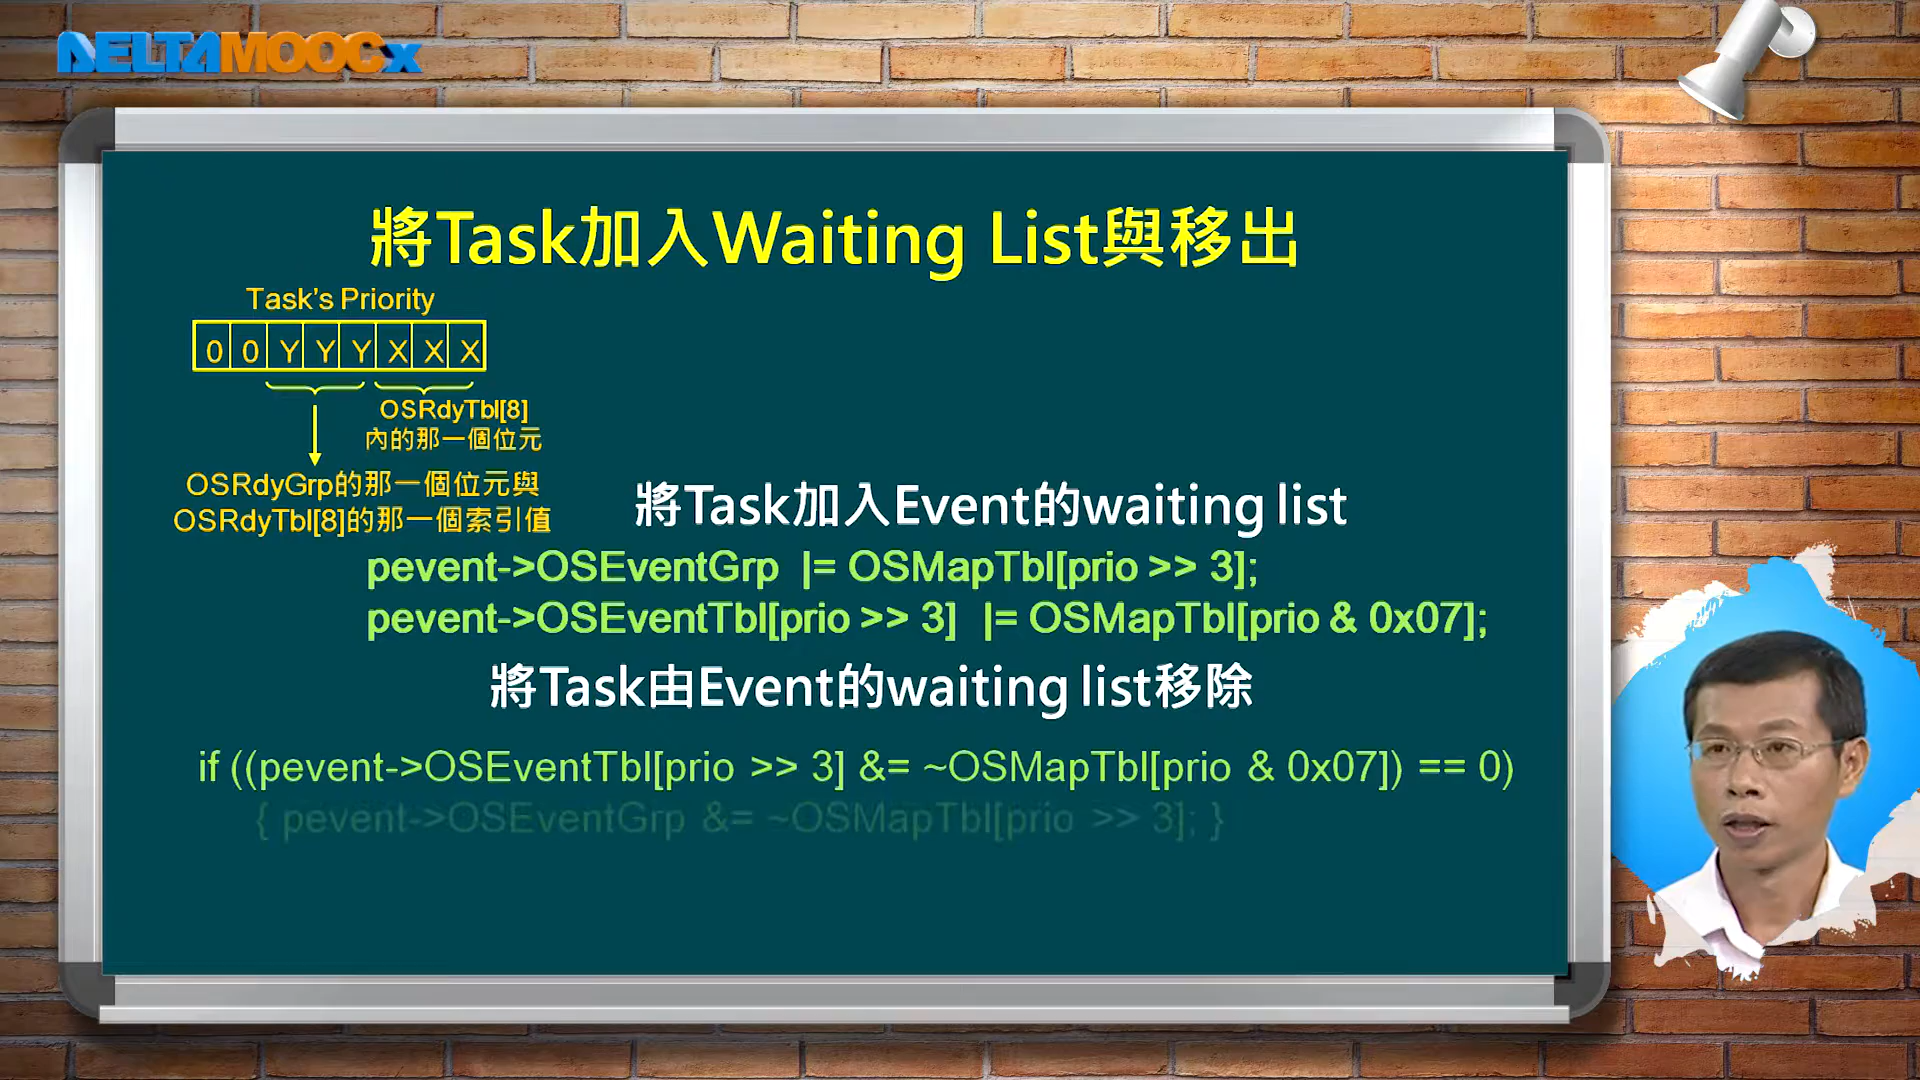 DELTAMOOCx
將Task加入Waiting List與移出
Task's Priority
0 0 Y Y Y X X X
OSRdyTbl[8]
內的那一個位元
OSRdyGrp的那一個位元與
OSRdyTbl[8]的那一個索引值
將Task加入Event的waiting list
pevent->OSEventGrp |= OSMapTbl[prio >> 3];
pevent->OSEventTbl[prio >> 3] |= OSMapTbl[prio & 0x07];
將Task由Event的waiting list移除
if ((pevent->OSEventTbl[prio >> 3] &= ~OSMapTbl[prio & 0x07]) == 0)
{ pevent->OSEventGrp &= ~OSMapTbl[prio >> 3]; }